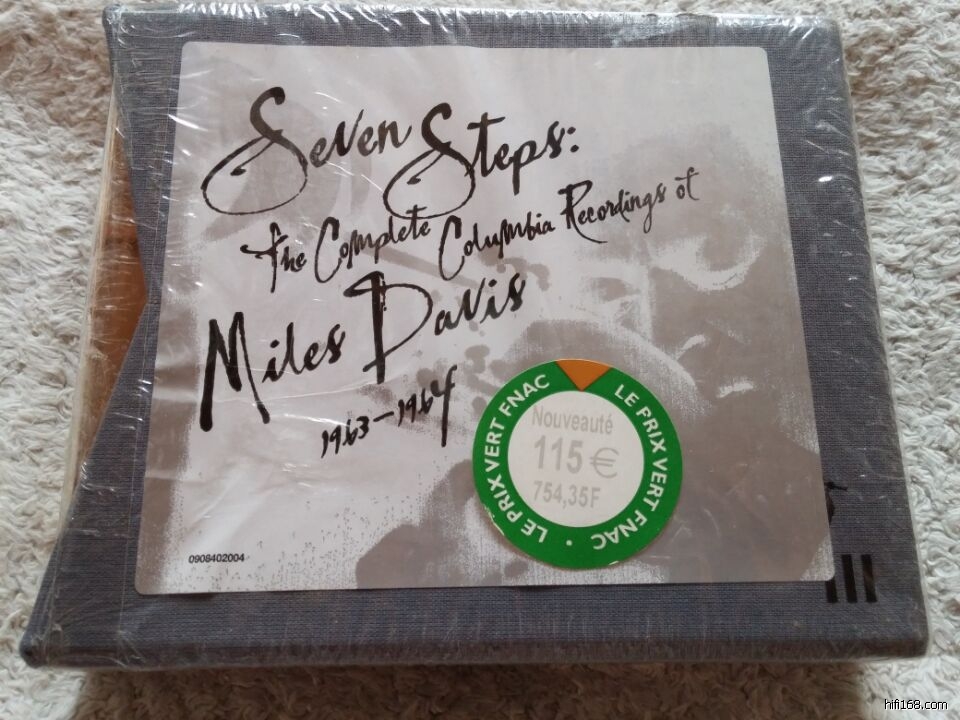 Seven Steps:
The Complete Columbia Recordings of
Miles Davis
1963-1964
LE PRIX VERT FNAC
LE PRIX VERT FNAC
Nouveauté
115 €
754,35F
0908402004
hifi168.com